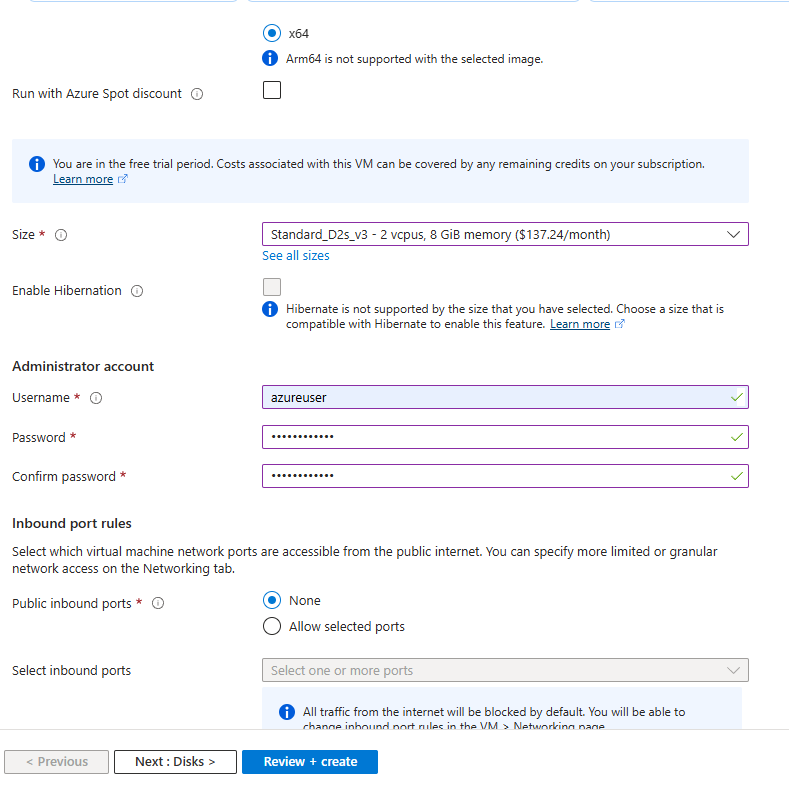 x64
Arm64 is not supported with the selected image.
Run with Azure Spot discount
You are in the free trial period. Costs associated with this VM can be covered by any remaining credits on your subscription.
Learn more
Size *
Standard_D2s_v3 - 2 vcpus, 8 GiB memory ($137.24/month)
See all sizes
Enable Hibernation
Hibernate is not supported by the size that you have selected. Choose a size that is
compatible with Hibernate to enable this feature. Learn more
Administrator account
Username *
azureuser
Password *
••••••••••••
Confirm password *
••••••••••••
Inbound port rules
Select which virtual machine network ports are accessible from the public internet. You can specify more limited or granular
network access on the Networking tab.
Public inbound ports *
None
Allow selected ports
Select inbound ports
Select one or more ports
All traffic from the internet will be blocked by default. You will be able to
change inbound port rules in the VM > Networking page.
< Previous
Next : Disks >
Review + create